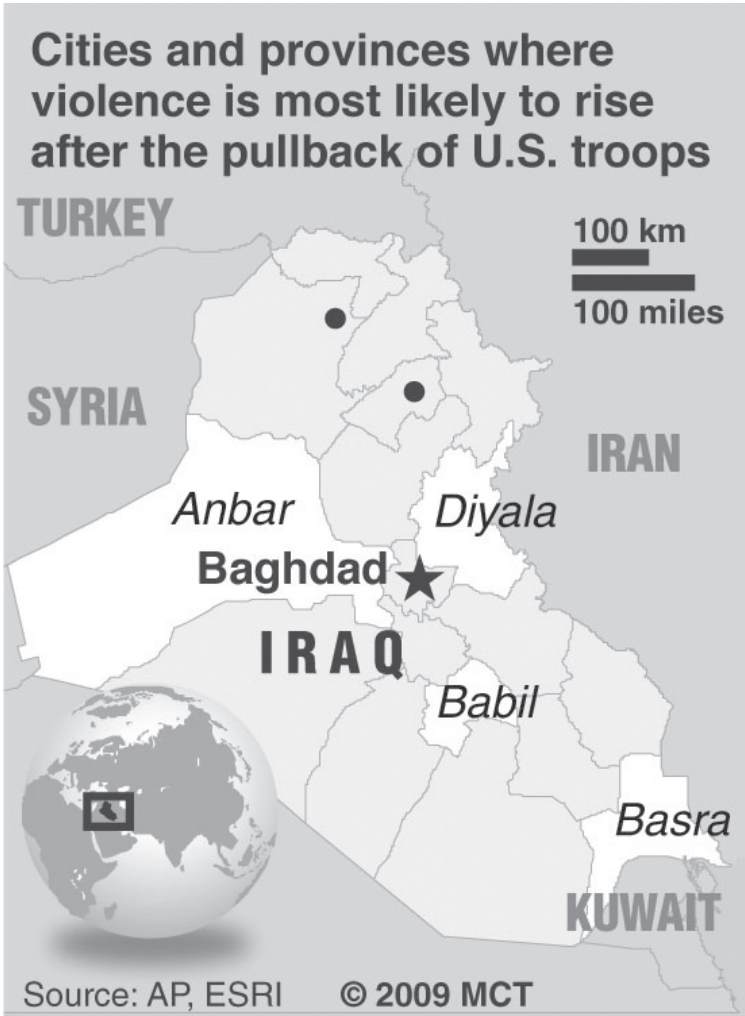 Cities and provinces where
violence is most likely to rise
after the pullback of U.S. troops
TURKEY
100 km
100 miles
SYRIA
IRAN
Anbar
Diyala
Baghdad
IRAQ
Babil
Basra
KUWAIT
Source: AP, ESRI © 2009 MCT